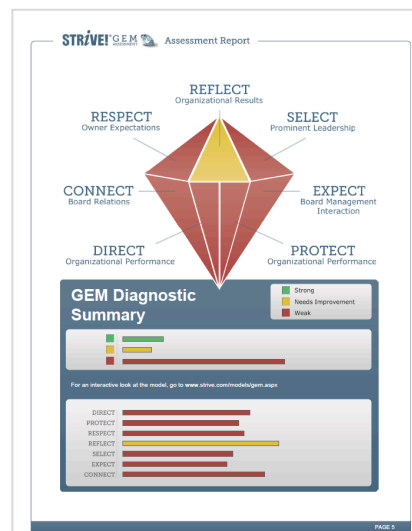 STRIVE! GEM ASSESSMENT Assessment Report
REFLECT
Organizational Results
RESPECT
Owner Expectations
SELECT
Prominent Leadership
CONNECT
Board Relations
EXPECT
Board Management
Interaction
DIRECT
Organizational Performance
PROTECT
Organizational Performance
GEM Diagnostic
Summary
Strong
Needs Improvement
Weak
For an interactive look at the model, go to www.strive.com/models/gem.aspx
DIRECT
PROTECT
RESPECT
REFLECT
SELECT
EXPECT
CONNECT
PAGE 5